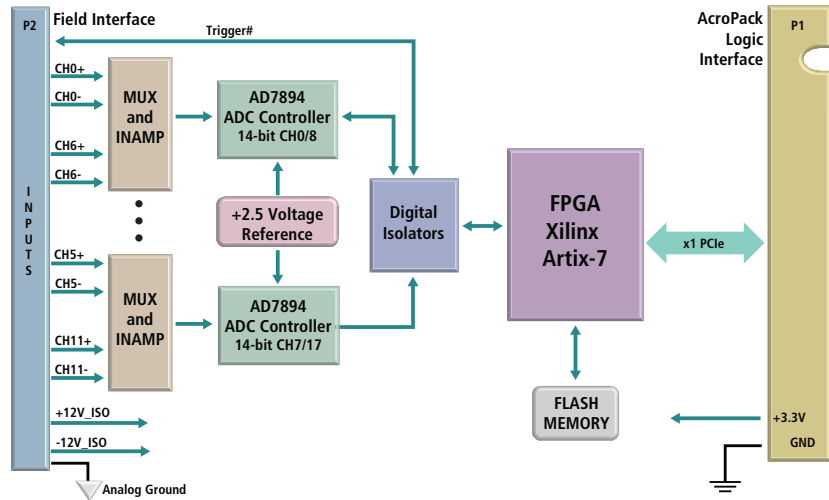 P2
Field Interface
Trigger#
AcroPack
Logic
Interface
P1
CH0+
CH0-
CH6+
CH6-
MUX
and
INAMP
AD7894
ADC Controller
14-bit CH0/8
INPUTS
+2.5 Voltage
Reference
Digital
Isolators
FPGA
Xilinx
Artix-7
x1 PCIe
CH5+
CH5-
CH11+
CH11-
MUX
and
INAMP
AD7894
ADC Controller
14-bit CH7/17
FLASH
MEMORY
+12V_ISO
-12V_ISO
+3.3V
GND
Analog Ground